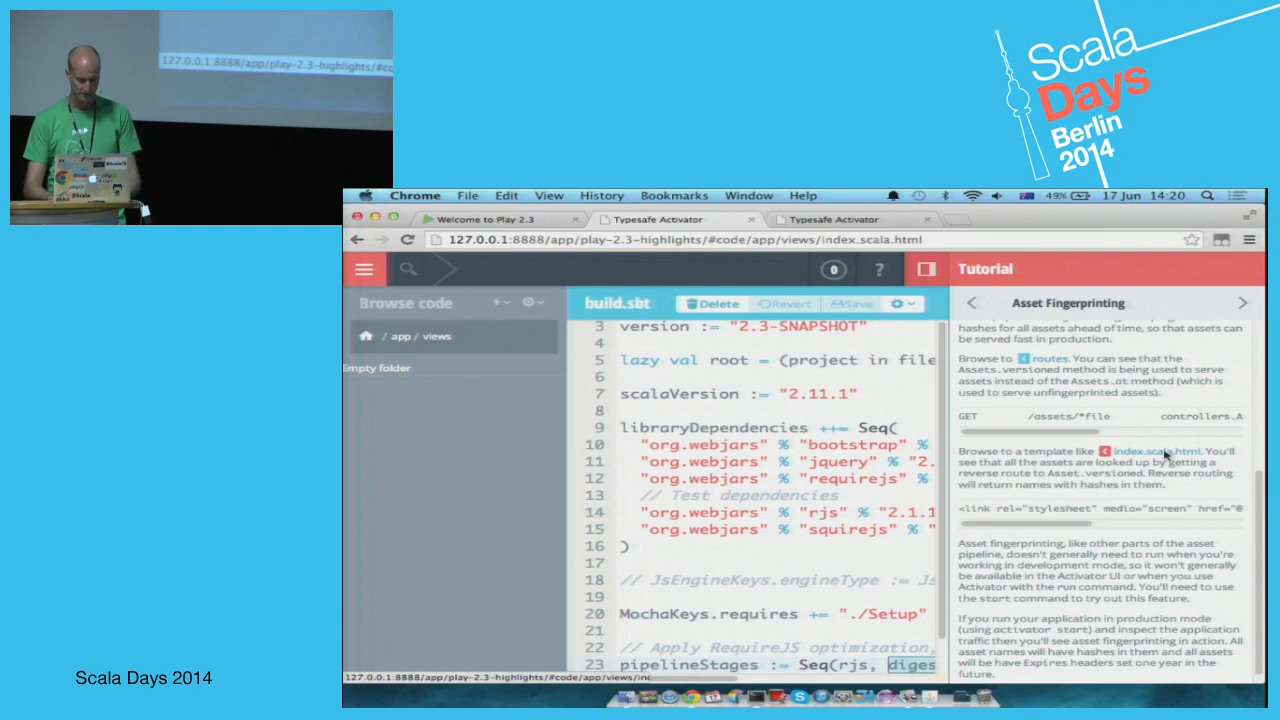 127.0.0.1:8888/app/play-2.3-highlights/#co
Scala
Days
Berlin
2014
Chrome File Edit View History Bookmarks Window Help 49% 17 Jun 14:20
Welcome to Play 2.3 Typesafe Activator Typesafe Activator
127.0.0.1:8888/app/play-2.3-highlights/#code/app/views/index.scala.html
0 ? Tutorial
Browse code
/ app / views
Empty folder
build.sbt Delete Revert Save
3 version := "2.3-SNAPSHOT"
4
5 lazy val root = (project in file
6
7 scalaVersion := "2.11.1"
8
9 libraryDependencies ++= Seq(
10 "org.webjars" % "bootstrap" %
11 "org.webjars" % "jquery" % "2.
12 "org.webjars" % "requirejs" %
13 // Test dependencies
14 "org.webjars" % "rjs" % "2.1.1
15 "org.webjars" % "squirejs" % "
16 )
17
18 // JsEngineKeys.engineType := Js
19
20 MochaKeys.requires += "./Setup"
21
22 // Apply RequireJS optimization,
23 pipelineStages := Seq(rjs, diges
127.0.0.1:8888/app/play-2.3-highlights/#code/app/views/in
Asset Fingerprinting
hashes for all assets ahead of time, so that assets can
be served fast in production.
Browse to routes. You can see that the
Assets.versioned method is being used to serve
assets instead of the Assets.at method (which is
used to serve unfingerprinted assets).
GET /assets/*file controllers.A
Browse to a template like index.scala.html. You'll
see that all the assets are looked up by getting a
reverse route to Asset.versioned. Reverse routing
will return names with hashes in them.
<link rel="stylesheet" media="screen" href="@
Asset fingerprinting, like other parts of the asset
pipeline, doesn't generally need to run when you're
working in development mode, so it won't generally
be available in the Activator UI or when you use
Activator with the run command. You'll need to use
the start command to try out this feature.
If you run your application in production mode
(using activator start) and inspect the application
traffic then you'll see asset fingerprinting in action. All
asset names will have hashes in them and all assets
will be have Expires headers set one year in the
future.
Scala Days 2014